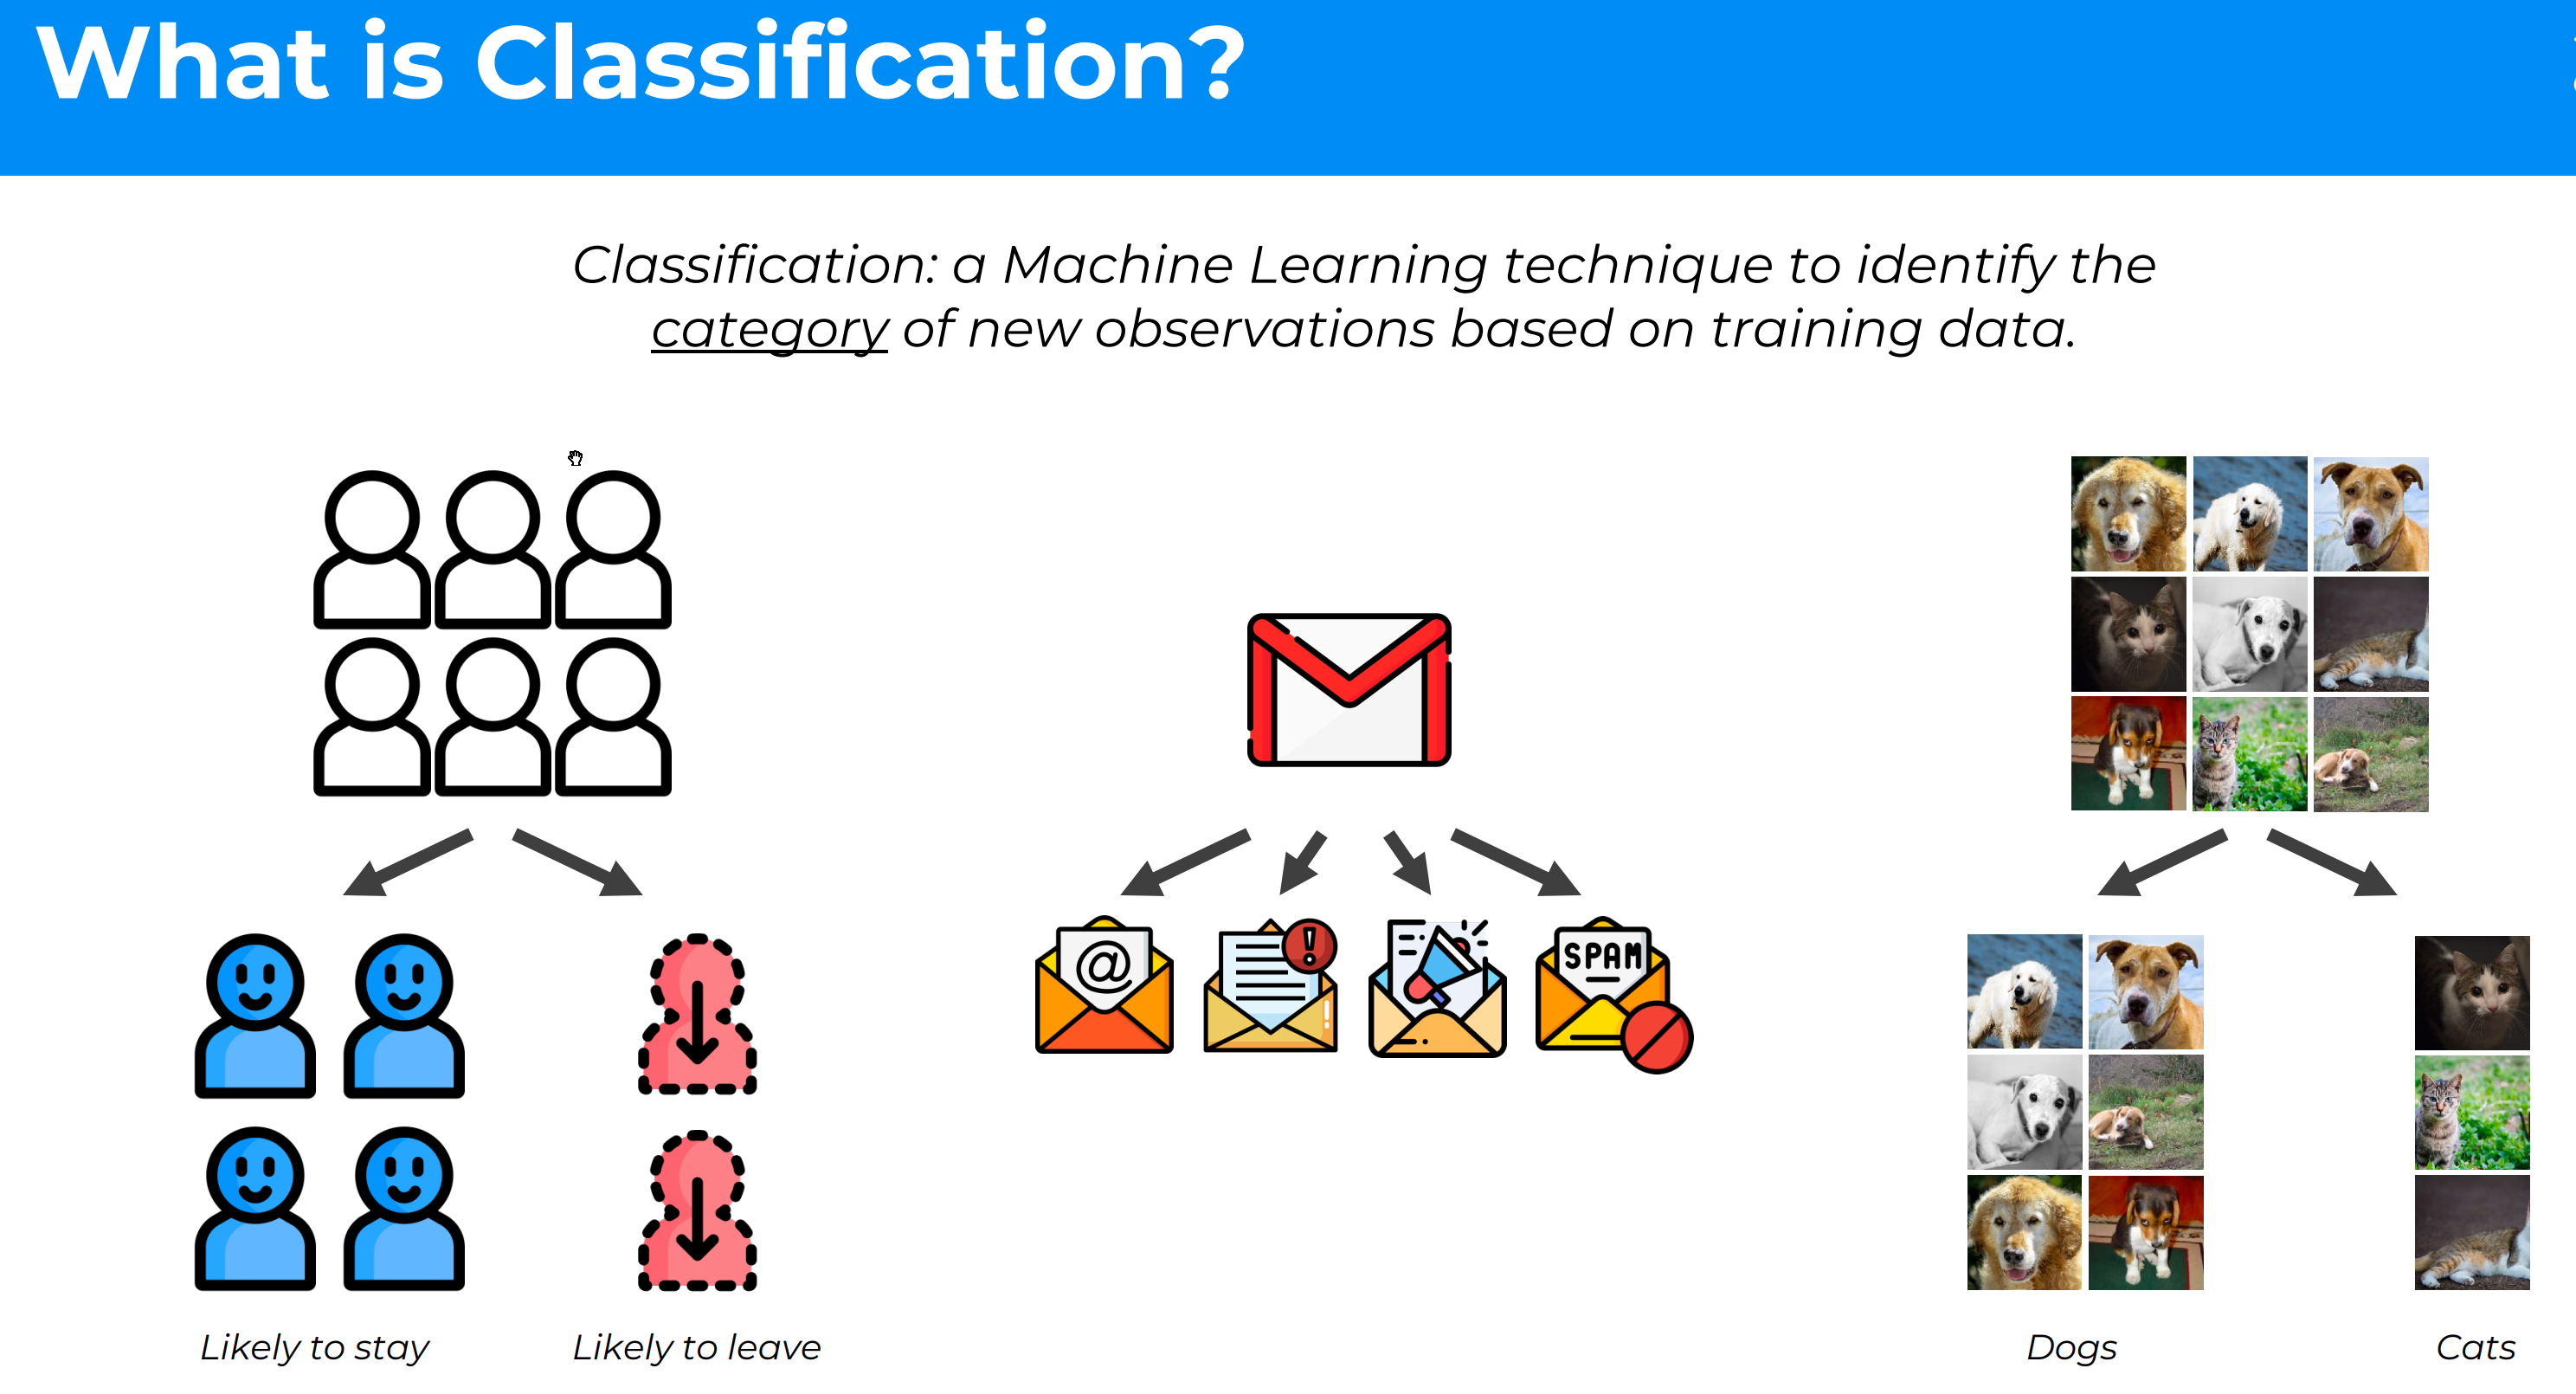 What is Classification?
Classification: a Machine Learning technique to identify the
category of new observations based on training data.
@
!
SPAM
Likely to stay
Likely to leave
Dogs
Cats